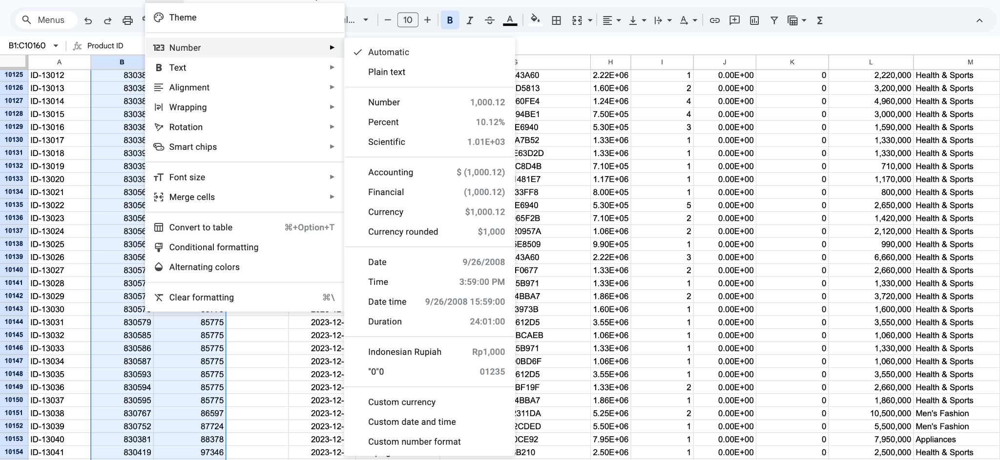 Menus
10
B
A
Σ
B1:C10160
fx
Product ID
Theme
123 Number
B Text
Alignment
Wrapping
Rotation
Smart chips
Font size
Merge cells
Convert to table ⌘+Option+T
Conditional formatting
Alternating colors
Clear formatting ⌘\
Automatic
Plain text
Number 1,000.12
Percent 10.12%
Scientific 1.01E+03
Accounting $ (1,000.12)
Financial (1,000.12)
Currency $1,000.12
Currency rounded $1,000
Date 9/26/2008
Time 3:59:00 PM
Date time 9/26/2008 15:59:00
Duration 24:01:00
Indonesian Rupiah Rp1,000
"0"0 01235
Custom currency
Custom date and time
Custom number format
A B H I J K L M
10125 ID-13012 83038 43A60 2.22E+06 1 0.00E+00 0 2,220,000 Health & Sports
10126 ID-13013 83038 D5813 1.60E+06 2 0.00E+00 0 3,200,000 Health & Sports
10127 ID-13014 83038 60FE4 1.24E+06 4 0.00E+00 0 4,960,000 Health & Sports
10128 ID-13015 83038 94BE1 7.50E+05 4 0.00E+00 0 3,000,000 Health & Sports
10129 ID-13016 83038 E6940 5.30E+05 3 0.00E+00 0 1,590,000 Health & Sports
10130 ID-13017 83038 A7B52 1.33E+06 1 0.00E+00 0 1,330,000 Health & Sports
10131 ID-13018 83039 E63D2D 1.33E+06 1 0.00E+00 0 1,330,000 Health & Sports
10132 ID-13019 83039 C8D4B 7.10E+05 1 0.00E+00 0 710,000 Health & Sports
10133 ID-13020 83039 481E7 1.17E+06 1 0.00E+00 0 1,170,000 Health & Sports
10134 ID-13021 83056 33FF8 8.00E+05 1 0.00E+00 0 800,000 Health & Sports
10135 ID-13022 83056 E6940 5.30E+05 5 0.00E+00 0 2,650,000 Health & Sports
10136 ID-13023 83056 65F2B 7.10E+05 2 0.00E+00 0 1,420,000 Health & Sports
10137 ID-13024 83056 20957A 1.06E+06 2 0.00E+00 0 2,120,000 Health & Sports
10138 ID-13025 83056 E8509 9.90E+05 1 0.00E+00 0 990,000 Health & Sports
10139 ID-13026 83056 43A60 2.22E+06 3 0.00E+00 0 6,660,000 Health & Sports
10140 ID-13027 83057 F0677 1.33E+06 2 0.00E+00 0 2,660,000 Health & Sports
10141 ID-13028 83057 5B971 1.33E+06 1 0.00E+00 0 1,330,000 Health & Sports
10142 ID-13029 83057 4BBA7 1.86E+06 2 0.00E+00 0 3,720,000 Health & Sports
10143 ID-13030 83057 3973B 1.60E+06 1 0.00E+00 0 1,600,000 Health & Sports
10144 ID-13031 830579 85775 2023-12- 612D5 3.55E+06 1 0.00E+00 0 3,550,000 Health & Sports
10145 ID-13032 830585 85775 2023-12- BCAEB 1.06E+06 1 0.00E+00 0 1,060,000 Health & Sports
10146 ID-13033 830586 85775 2023-12- 5B971 1.33E+06 1 0.00E+00 0 1,330,000 Health & Sports
10147 ID-13034 830587 85775 2023-12- 0BD6F 1.06E+06 1 0.00E+00 0 1,060,000 Health & Sports
10148 ID-13035 830593 85775 2023-12- 612D5 3.55E+06 1 0.00E+00 0 3,550,000 Health & Sports
10149 ID-13036 830594 85775 2023-12- BF19F 1.33E+06 2 0.00E+00 0 2,660,000 Health & Sports
10150 ID-13037 830595 85775 2023-12- 4BBA7 1.86E+06 1 0.00E+00 0 1,860,000 Health & Sports
10151 ID-13038 830767 86597 2023-12- 2311DA 5.25E+06 2 0.00E+00 0 10,500,000 Men's Fashion
10152 ID-13039 830752 87724 2023-12- 2CDED 5.50E+06 1 0.00E+00 0 5,500,000 Men's Fashion
10153 ID-13040 830381 88378 2023-12- 0CE92 7.95E+06 1 0.00E+00 0 7,950,000 Appliances
10154 ID-13041 830419 97346 2023-12- B210 2.50E+06 1 0.00E+00 0 2,500,000 Health & Sports